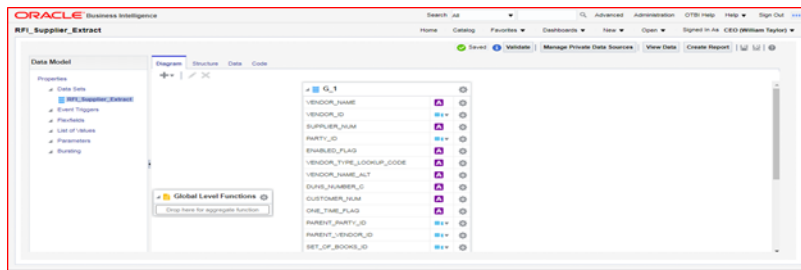 ORACLE Business Intelligence
Search All Advanced Administration OTBI Help Help Sign Out
RFI_Supplier_Extract
Home Catalog Favorites Dashboards New Open Signed In As CEO (William Taylor)
Saved Validate Manage Private Data Sources View Data Create Report
Data Model
Diagram Structure Data Code
Properties
Data Sets
RFI_Supplier_Extract
Event Triggers
Flexfields
List of Values
Parameters
Bursting
G_1
VENDOR_NAME
VENDOR_ID
SUPPLIER_NUM
PARTY_ID
ENABLED_FLAG
VENDOR_TYPE_LOOKUP_CODE
VENDOR_NAME_ALT
DUNS_NUMBER_C
CUSTOMER_NUM
ONE_TIME_FLAG
PARENT_PARTY_ID
PARENT_VENDOR_ID
SET_OF_BOOKS_ID
Global Level Functions
Drop here for aggregate function